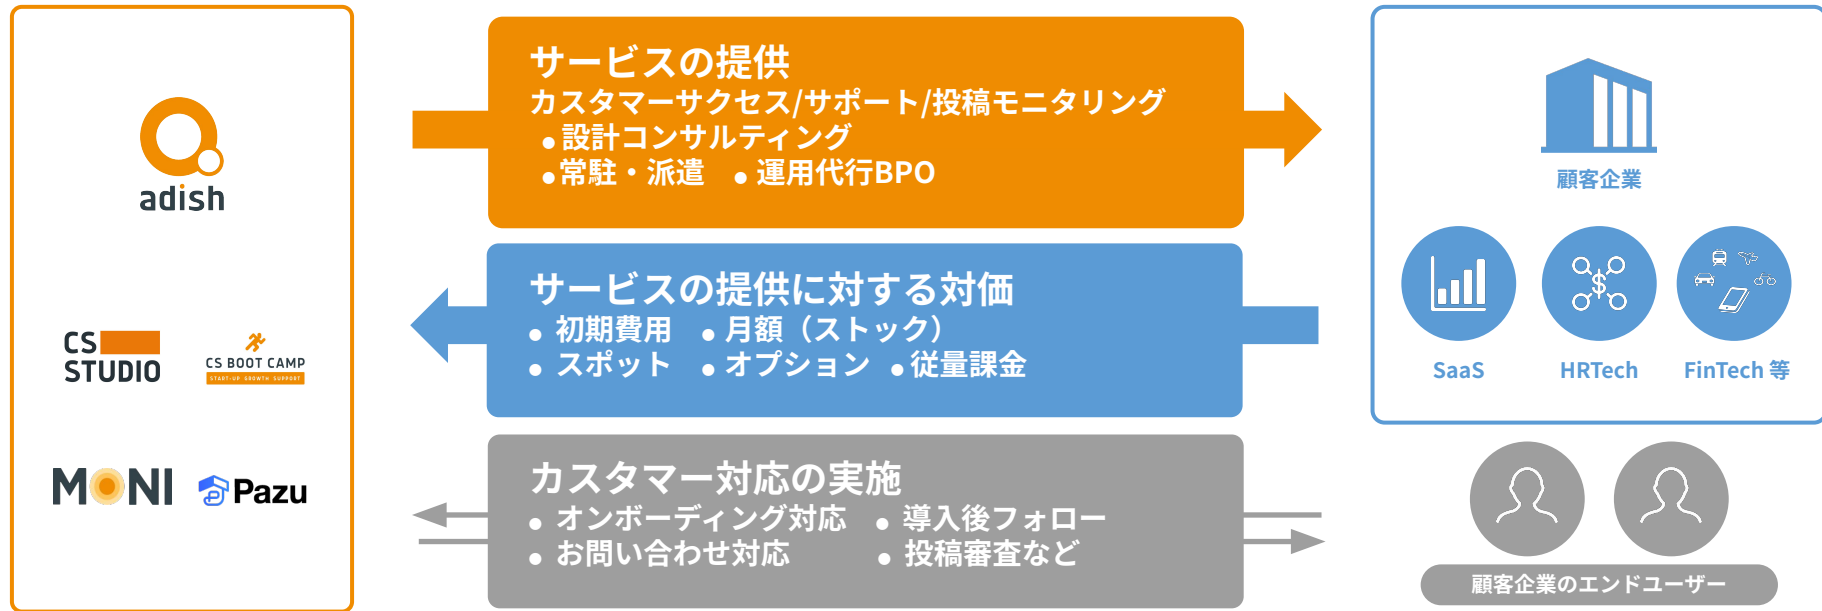 adish
CS
STUDIO
CS BOOT CAMP
START-UP GROWTH SUPPORT
MONI
Pazu
サービスの提供
カスタマーサクセス/サポート/投稿モニタリング
● 設計コンサルティング
● 常駐・派遣 ● 運用代行BPO
サービスの提供に対する対価
● 初期費用 ● 月額（ストック）
● スポット ● オプション ● 従量課金
カスタマー対応の実施
● オンボーディング対応 ● 導入後フォロー
● お問い合わせ対応 ● 投稿審査など
顧客企業
SaaS HRTech FinTech 等
顧客企業のエンドユーザー